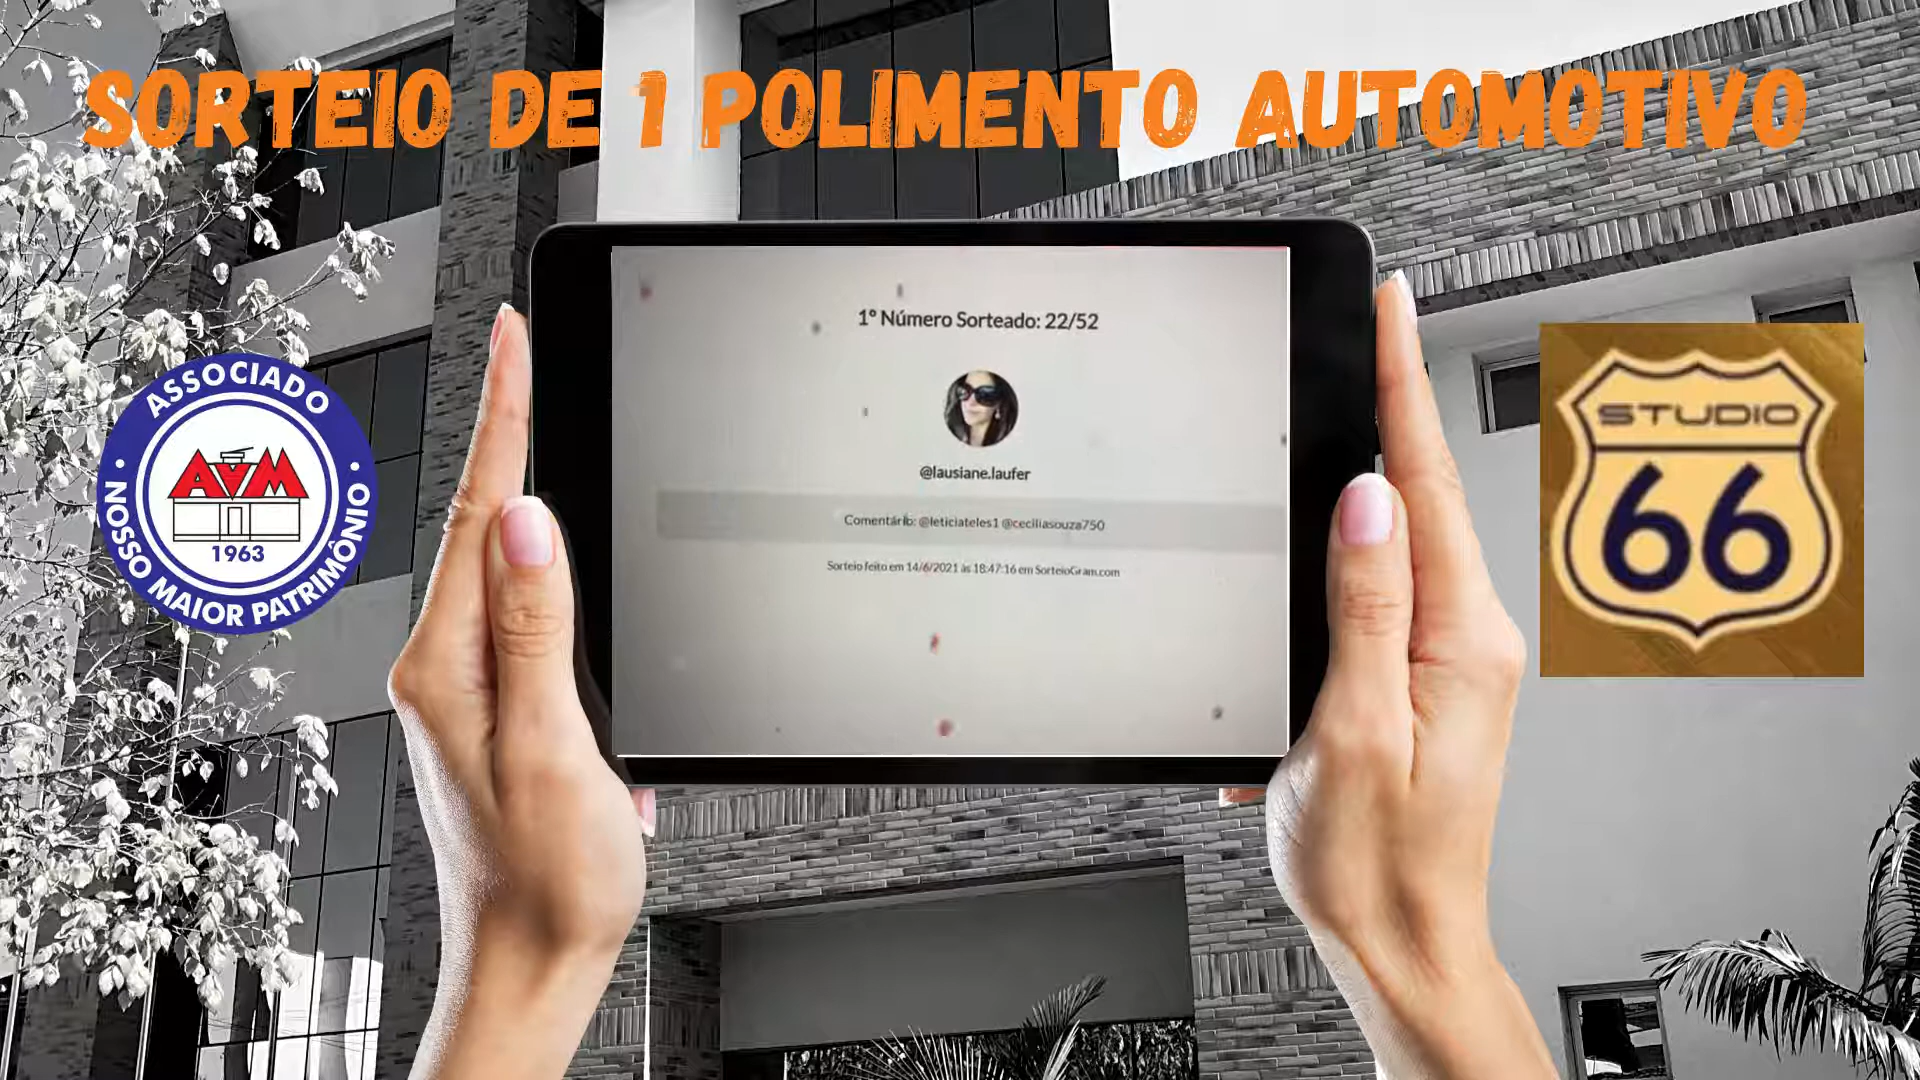 SORTEIO DE 1 POLIMENTO AUTOMOTIVO
1º Número Sorteado: 22/52
@lausiane.laufer
Comentário: @leticiateles1 @ceciliasouza750
Sorteio feito em 14/6/2021 às 18:47:16 em SorteioGram.com
ASSOCIADO
AVM
1963
• NOSSO MAIOR PATRIMÔNIO •
STUDIO
66